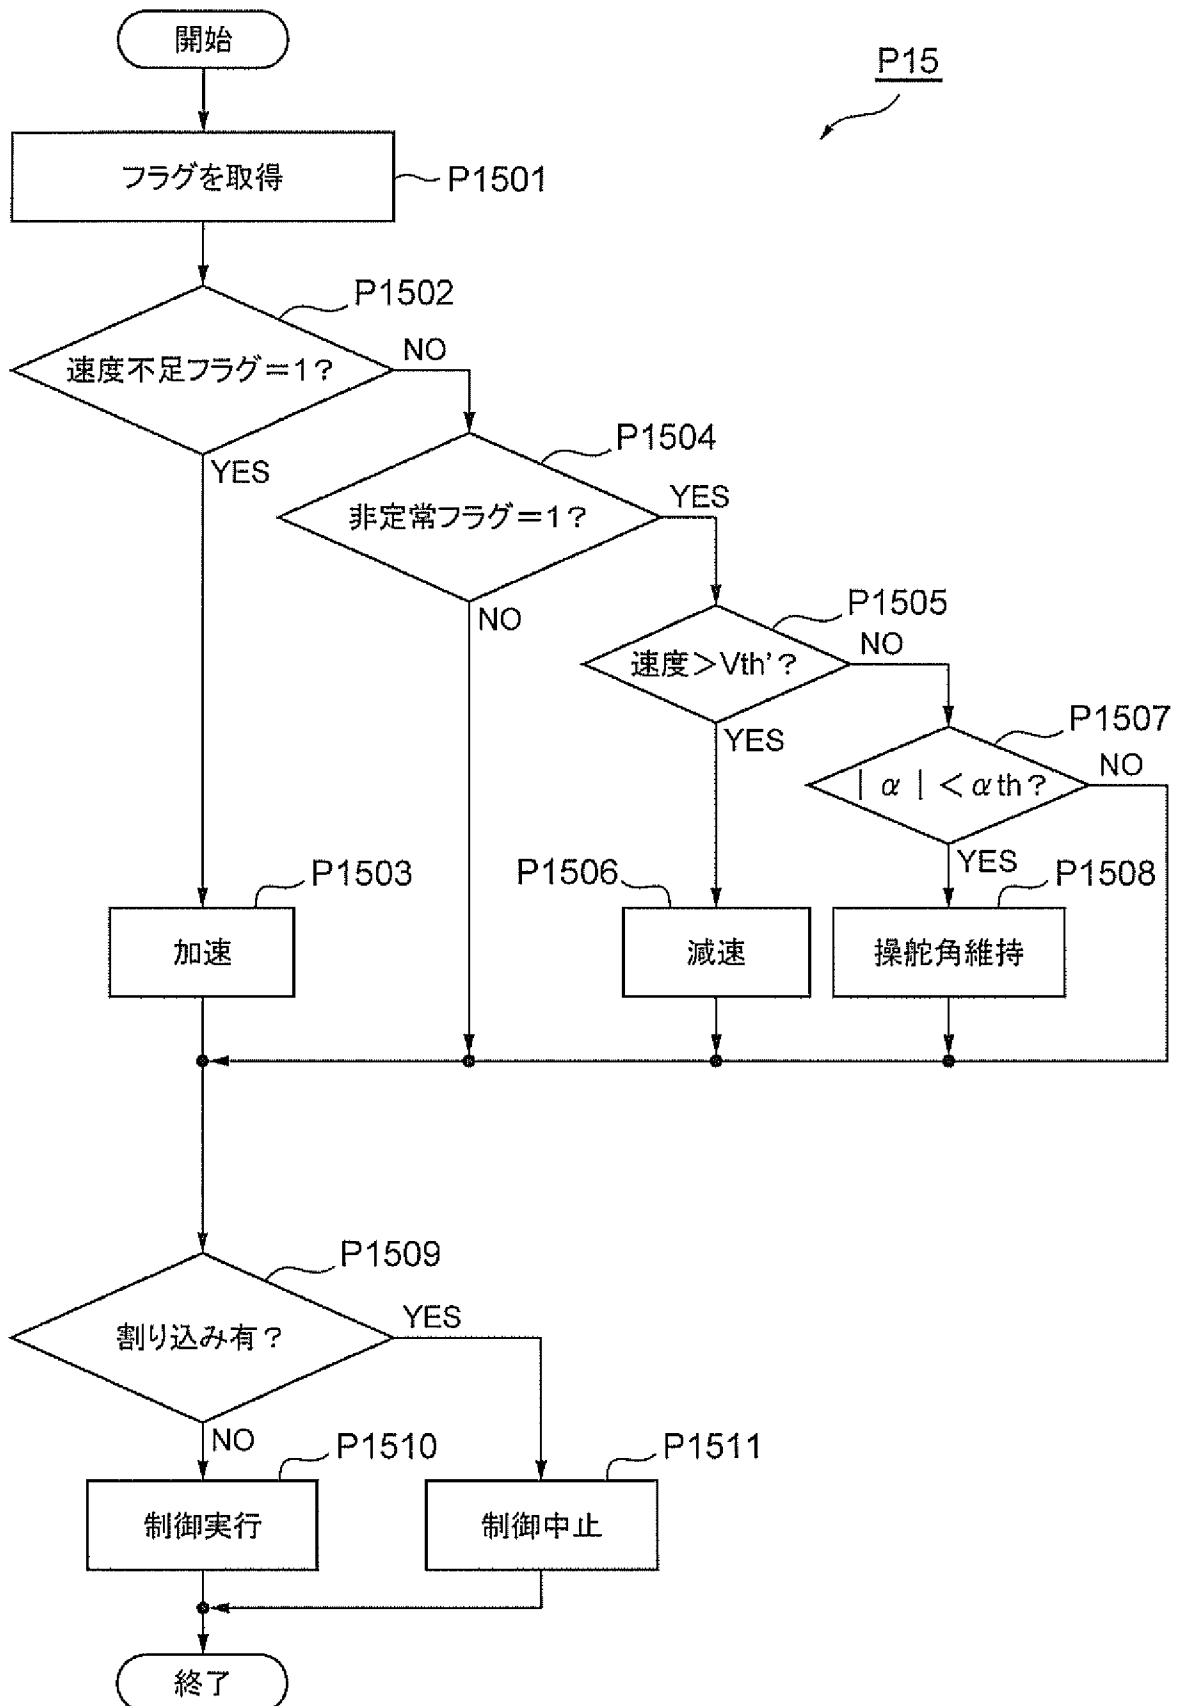 開始
P15
フラグを取得
P1501
P1502
速度不足フラグ=1?
NO
YES
P1504
非定常フラグ=1?
YES
NO
P1505
速度>Vth'?
NO
YES
P1507
|α|<αth?
NO
YES
P1503
加速
P1506
減速
P1508
操舵角維持
P1509
割り込み有?
YES
NO
P1510
制御実行
P1511
制御中止
終了